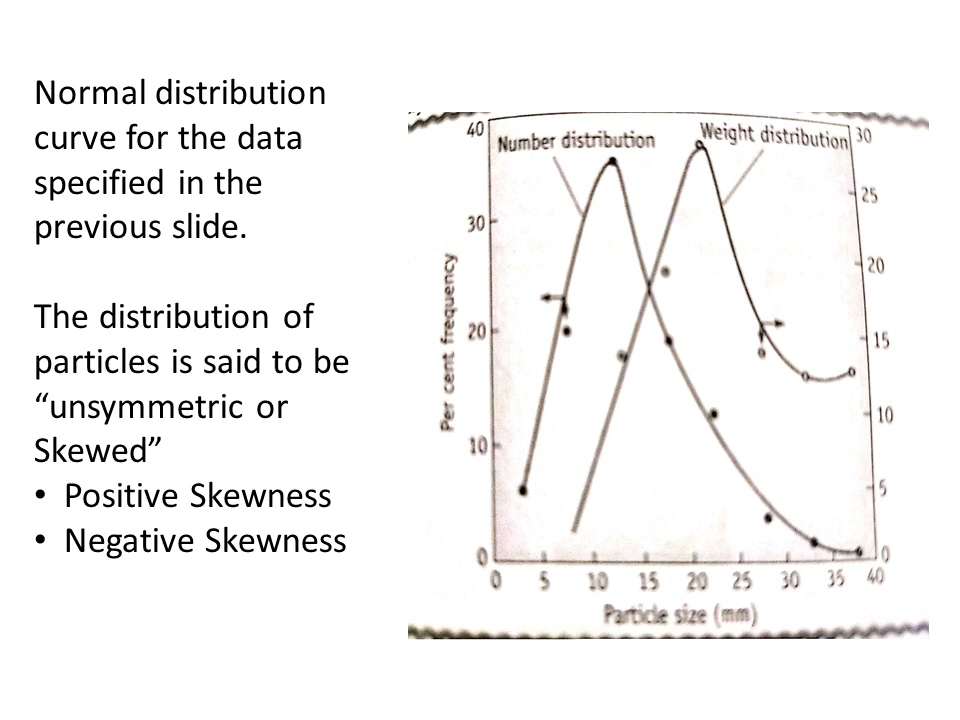 Normal distribution
curve for the data
specified in the
previous slide.
The distribution of
particles is said to be
“unsymmetric or
Skewed”
• Positive Skewness
• Negative Skewness
Number distribution
Weight distribution
Per cent frequency
40
30
20
10
0
30
25
20
15
10
5
0
0 5 10 15 20 25 30 35 40
Particle size (mm)